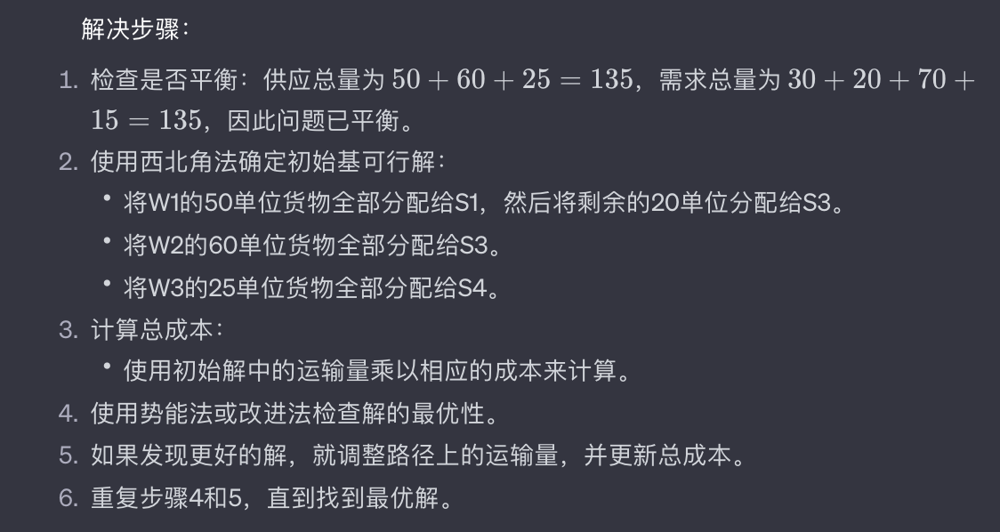 解决步骤：
1. 检查是否平衡：供应总量为 50 + 60 + 25 = 135，需求总量为 30 + 20 + 70 +
15 = 135，因此问题已平衡。
2. 使用西北角法确定初始基可行解：
• 将W1的50单位货物全部分配给S1，然后将剩余的20单位分配给S3。
• 将W2的60单位货物全部分配给S3。
• 将W3的25单位货物全部分配给S4。
3. 计算总成本：
• 使用初始解中的运输量乘以相应的成本来计算。
4. 使用势能法或改进法检查解的最优性。
5. 如果发现更好的解，就调整路径上的运输量，并更新总成本。
6. 重复步骤4和5，直到找到最优解。